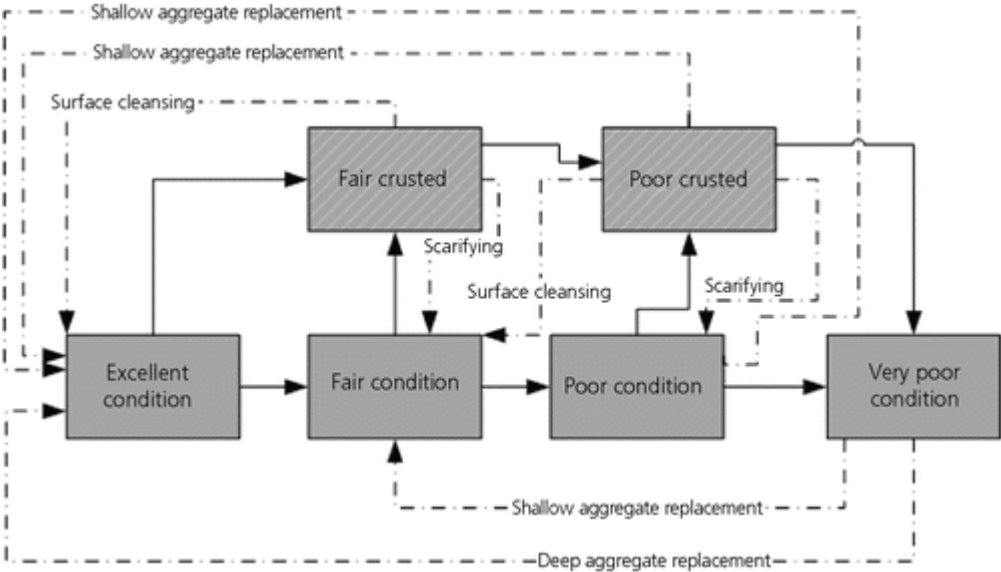 Shallow aggregate replacement
Shallow aggregate replacement
Surface cleansing
Fair crusted
Poor crusted
Scarifying
Surface cleansing
Scarifying
Excellent
condition
Fair condition
Poor condition
Very poor
condition
Shallow aggregate replacement
Deep aggregate replacement